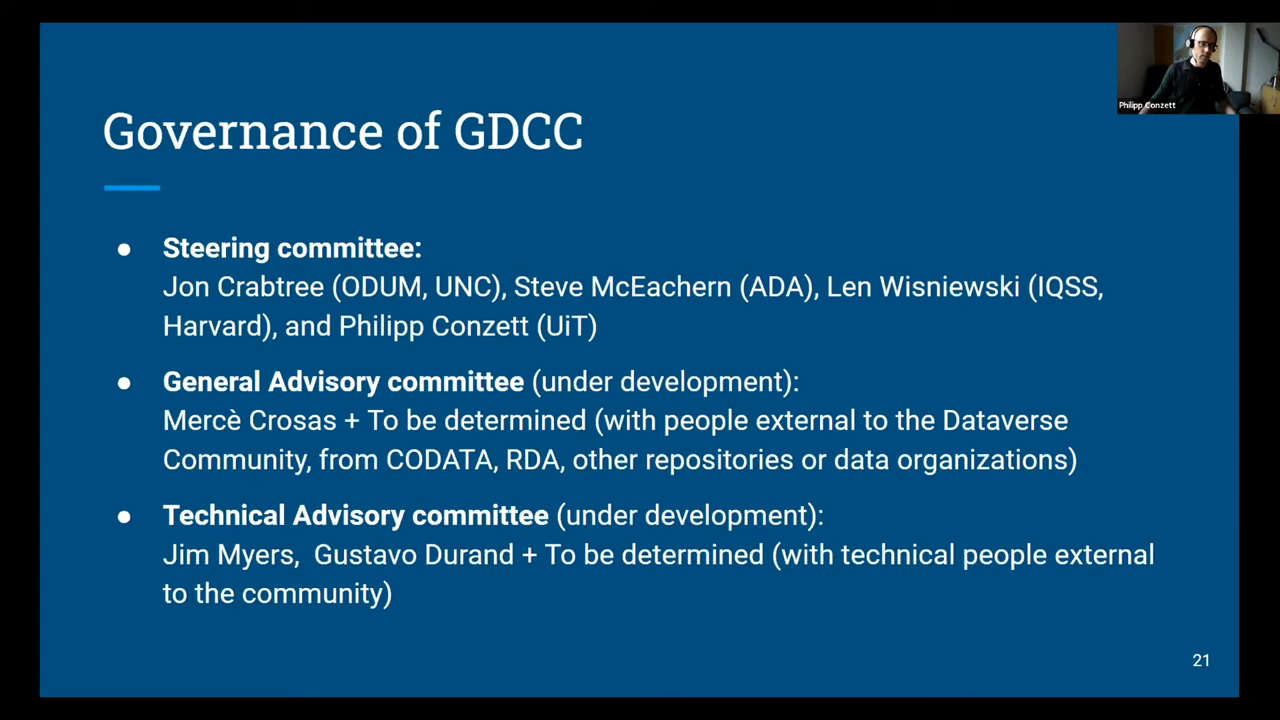 Philipp Conzett
Governance of GDCC
● Steering committee:
Jon Crabtree (ODUM, UNC), Steve McEachern (ADA), Len Wisniewski (IQSS,
Harvard), and Philipp Conzett (UiT)
● General Advisory committee (under development):
Mercè Crosas + To be determined (with people external to the Dataverse
Community, from CODATA, RDA, other repositories or data organizations)
● Technical Advisory committee (under development):
Jim Myers,  Gustavo Durand + To be determined (with technical people external
to the community)
21